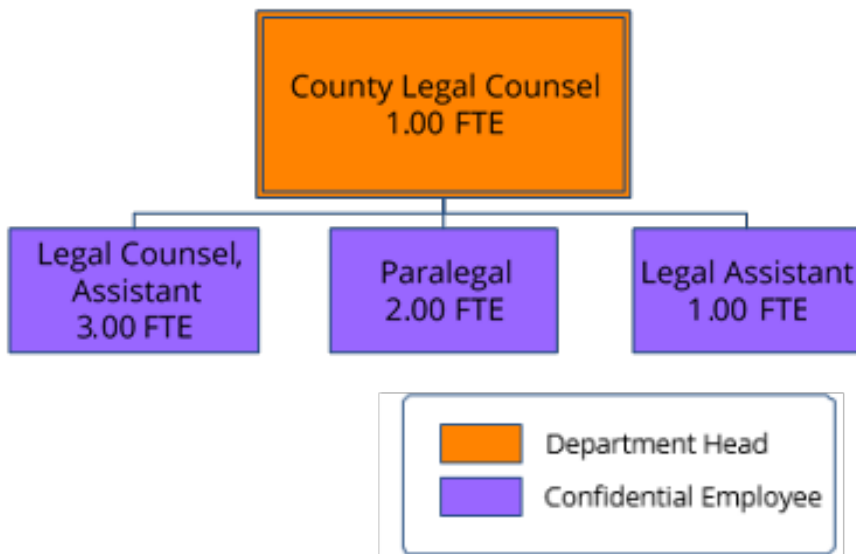 County Legal Counsel
1.00 FTE
Legal Counsel,
Assistant
3.00 FTE
Paralegal
2.00 FTE
Legal Assistant
1.00 FTE
Department Head
Confidential Employee